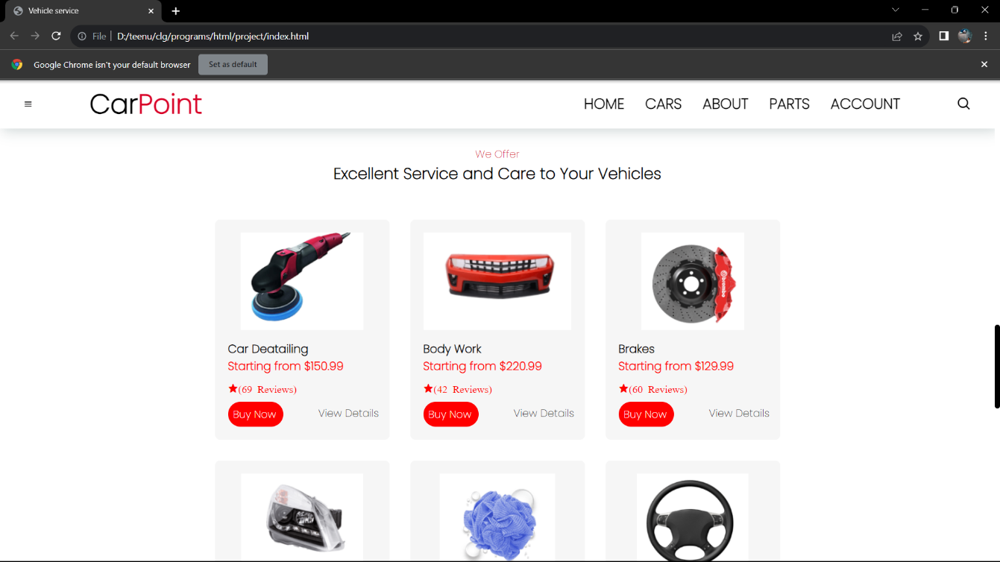 Vehicle service
File D:/teenu/clg/programs/html/project/index.html
Google Chrome isn't your default browser Set as default
CarPoint HOME CARS ABOUT PARTS ACCOUNT
We Offer
Excellent Service and Care to Your Vehicles
brembo
Car Deatailing
Starting from $150.99
(69 Reviews)
Buy Now View Details
Body Work
Starting from $220.99
(42 Reviews)
Buy Now View Details
Brakes
Starting from $129.99
(60 Reviews)
Buy Now View Details